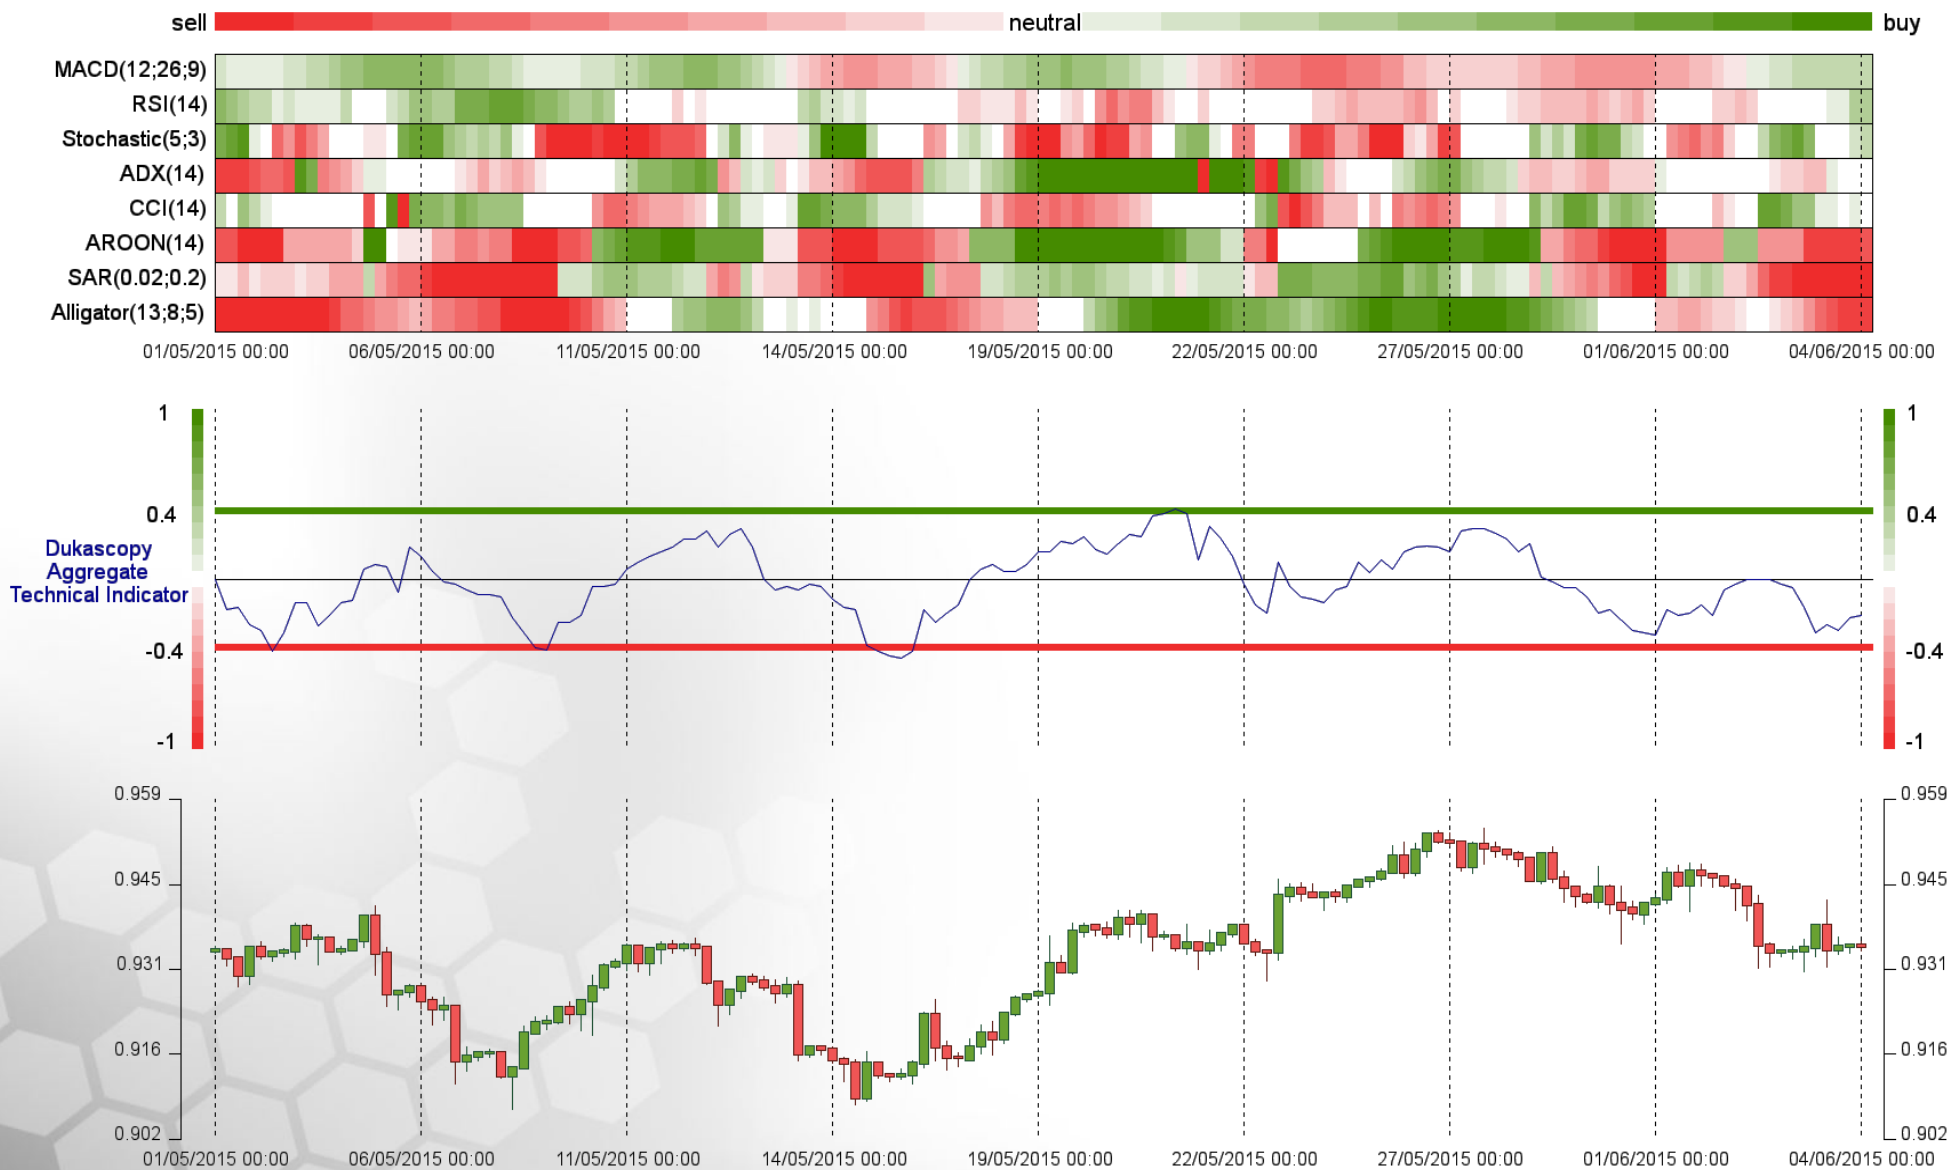 sell neutral buy
MACD(12;26;9)
RSI(14)
Stochastic(5;3)
ADX(14)
CCI(14)
AROON(14)
SAR(0.02;0.2)
Alligator(13;8;5)
01/05/2015 00:00 06/05/2015 00:00 11/05/2015 00:00 14/05/2015 00:00 19/05/2015 00:00 22/05/2015 00:00 27/05/2015 00:00 01/06/2015 00:00 04/06/2015 00:00
1 1
0.4 0.4
Dukascopy
Aggregate
Technical Indicator
-0.4 -0.4
-1 -1
0.959 0.959
0.945 0.945
0.931 0.931
0.916 0.916
0.902 0.902
01/05/2015 00:00 06/05/2015 00:00 11/05/2015 00:00 14/05/2015 00:00 19/05/2015 00:00 22/05/2015 00:00 27/05/2015 00:00 01/06/2015 00:00 04/06/2015 00:00